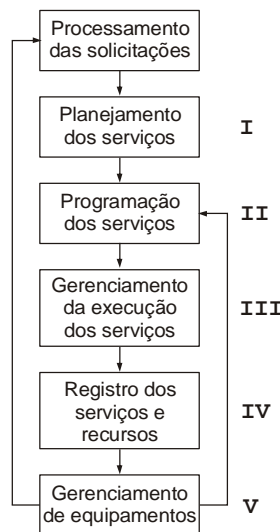 Processamento
das solicitações
Planejamento
dos serviços
I
Programação
dos serviços
II
Gerenciamento
da execução
dos serviços
III
Registro dos
serviços e
recursos
IV
Gerenciamento
de equipamentos
V